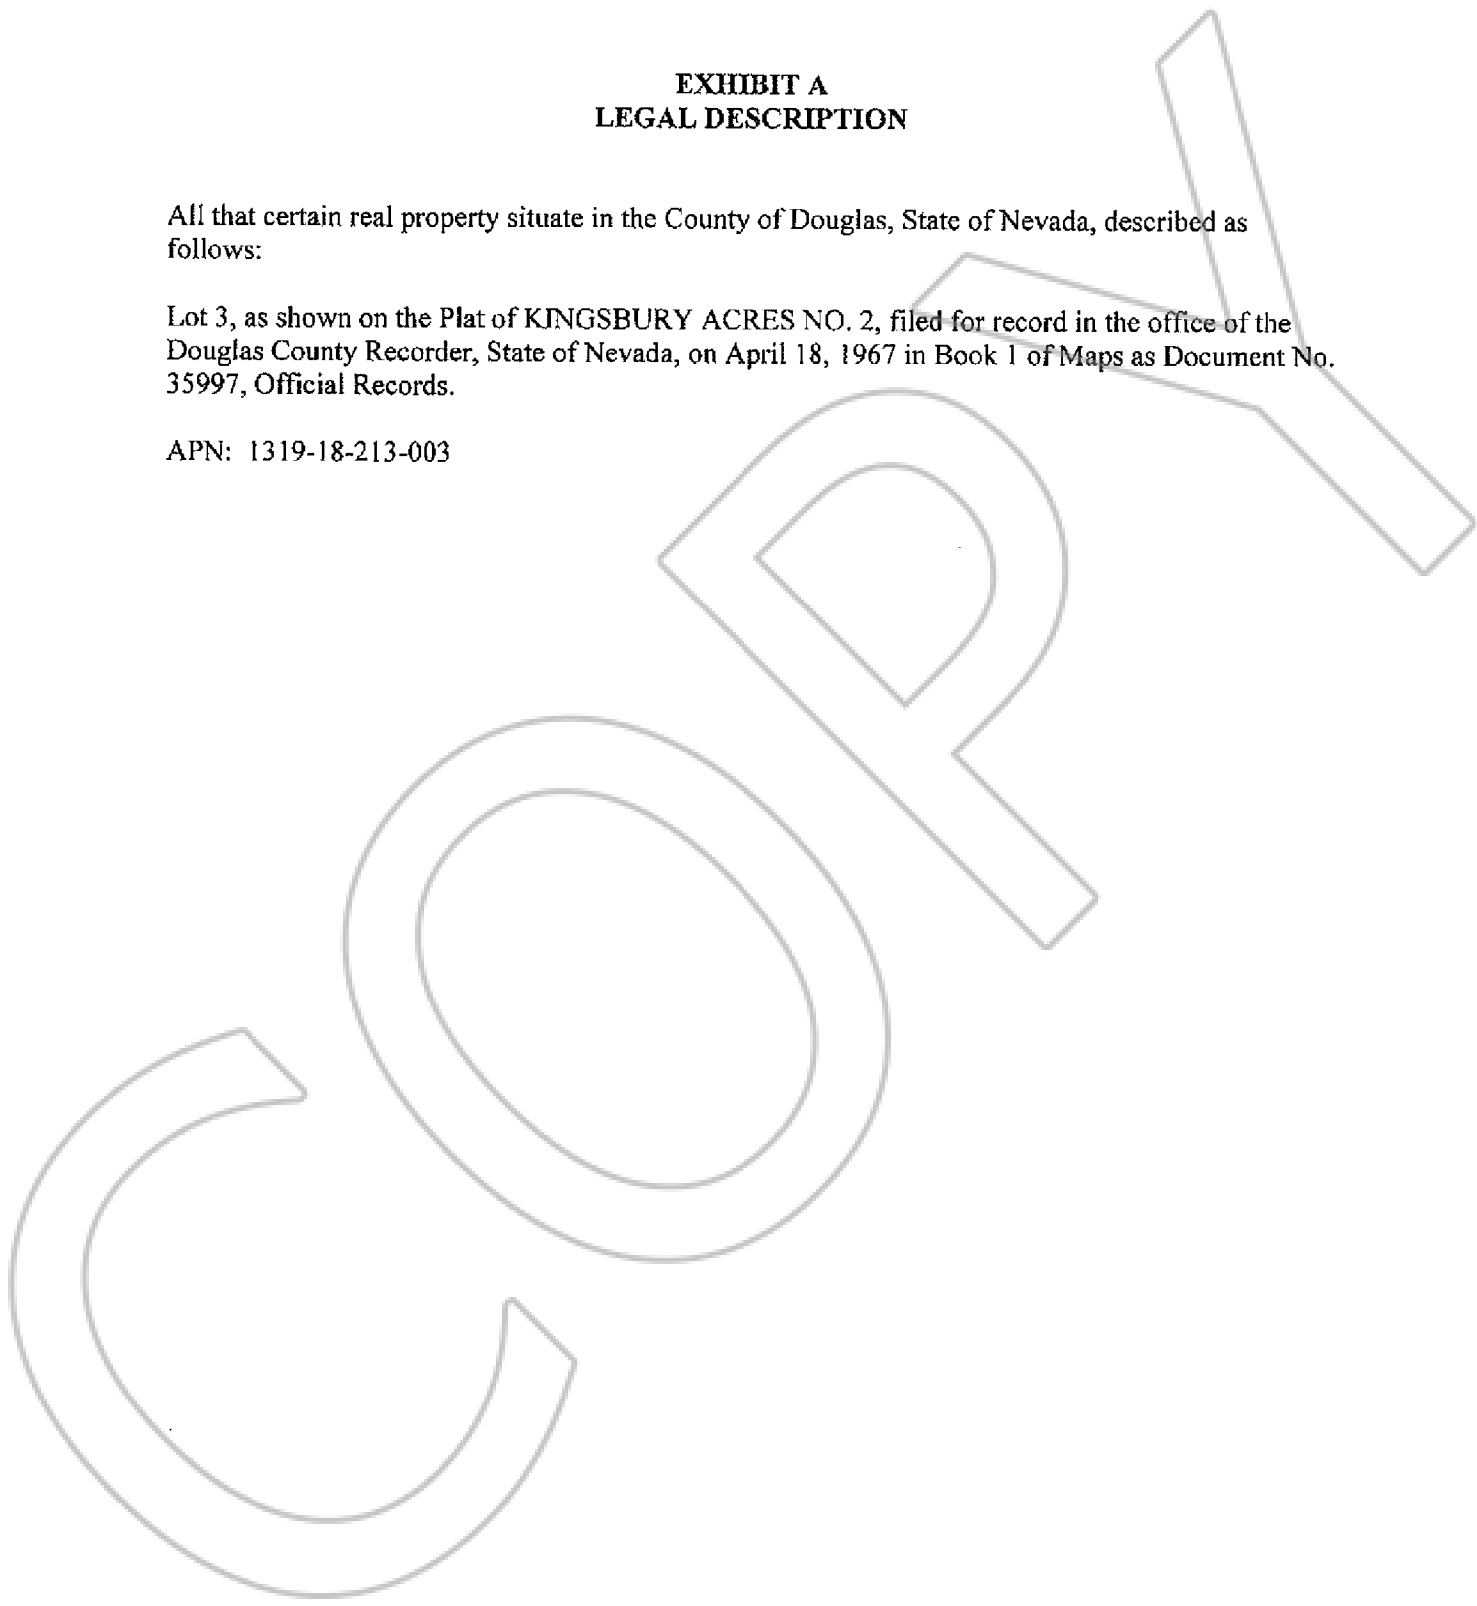 EXHIBIT A
LEGAL DESCRIPTION
All that certain real property situate in the County of Douglas, State of Nevada, described as
follows:
Lot 3, as shown on the Plat of KINGSBURY ACRES NO. 2, filed for record in the office of the
Douglas County Recorder, State of Nevada, on April 18, 1967 in Book 1 of Maps as Document No.
35997, Official Records.
APN: 1319-18-213-003
COPY